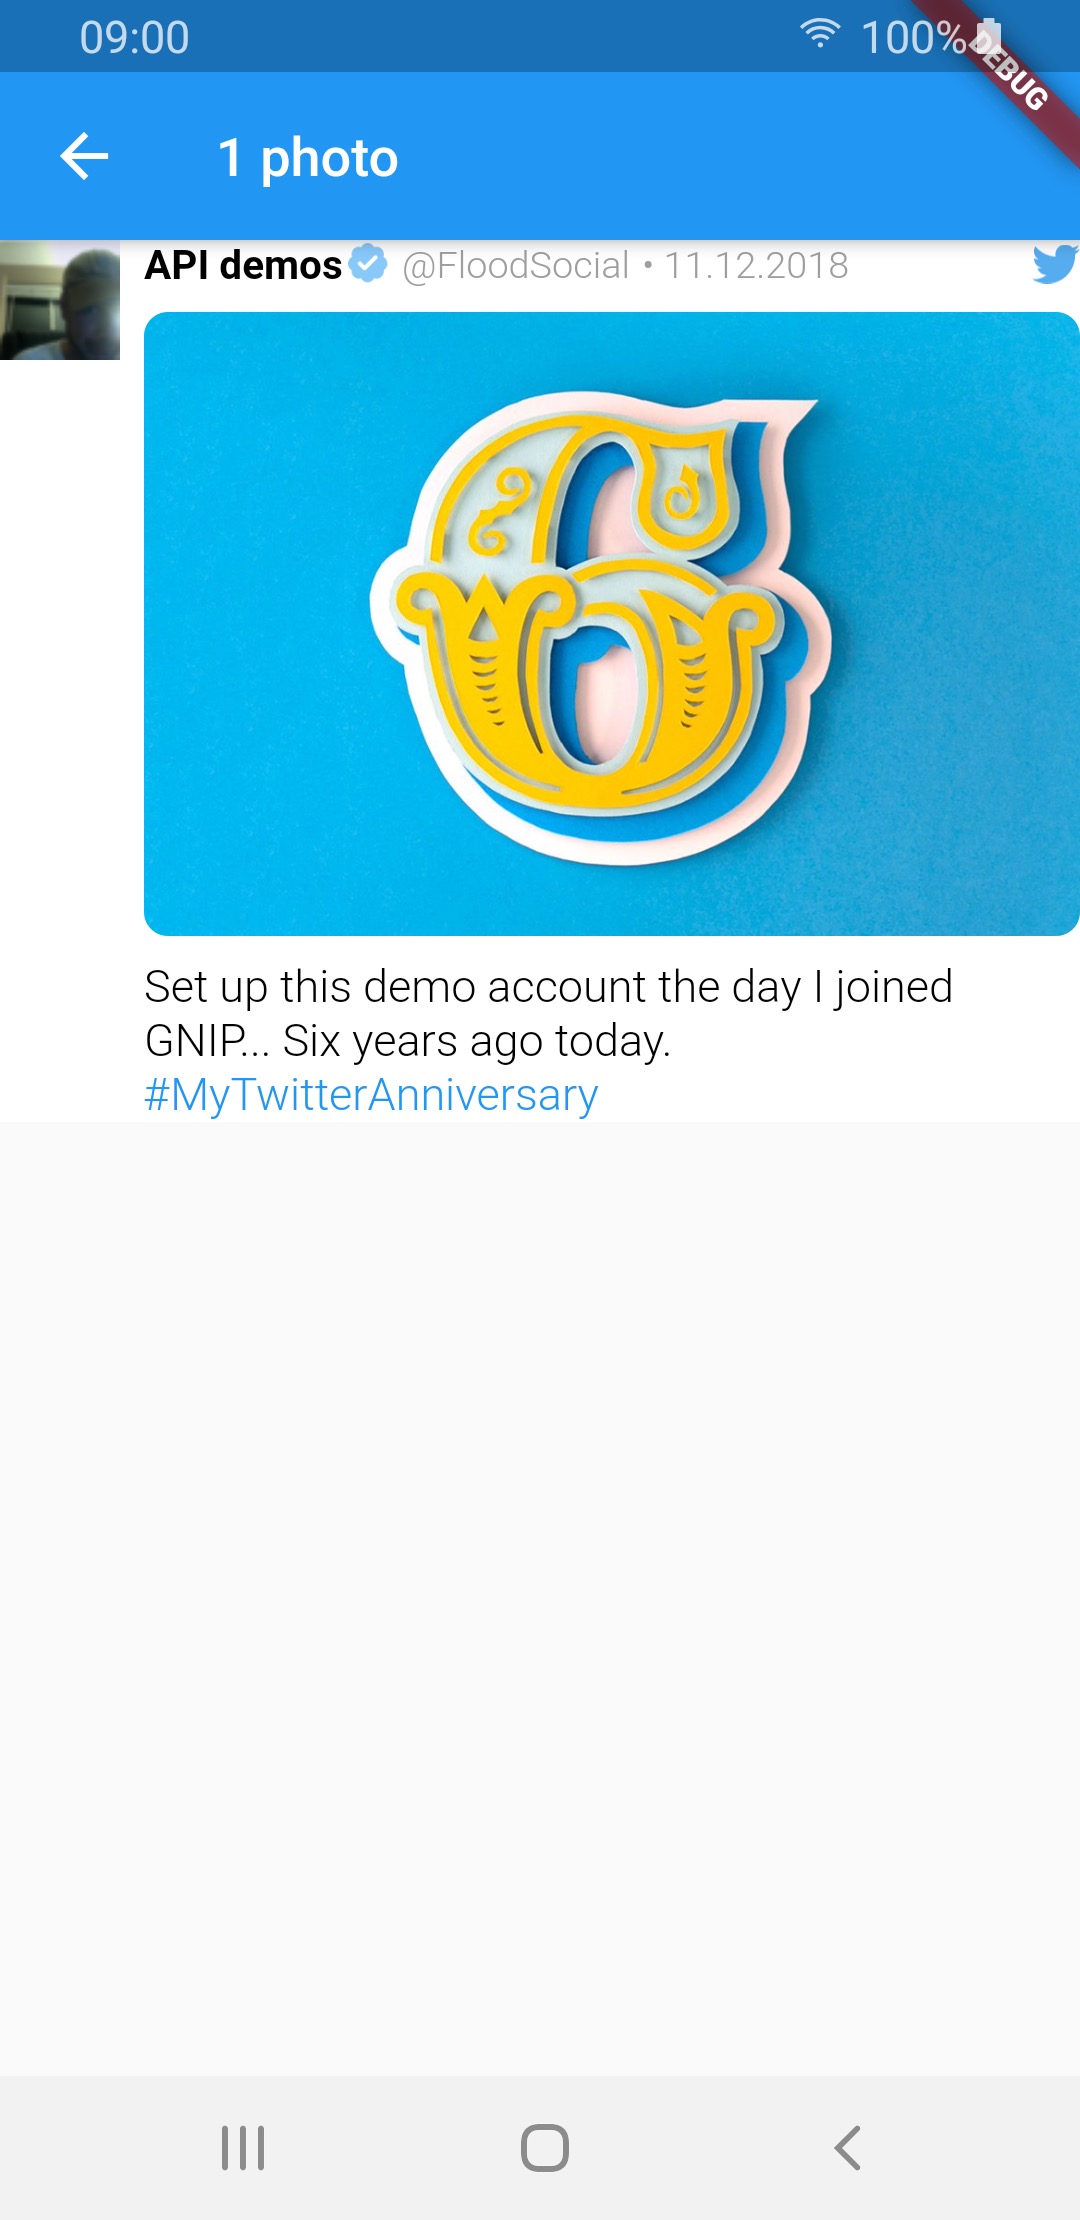 09:00
100%
DEBUG
1 photo
API demos @FloodSocial • 11.12.2018
6
Set up this demo account the day I joined
GNIP... Six years ago today.
#MyTwitterAnniversary